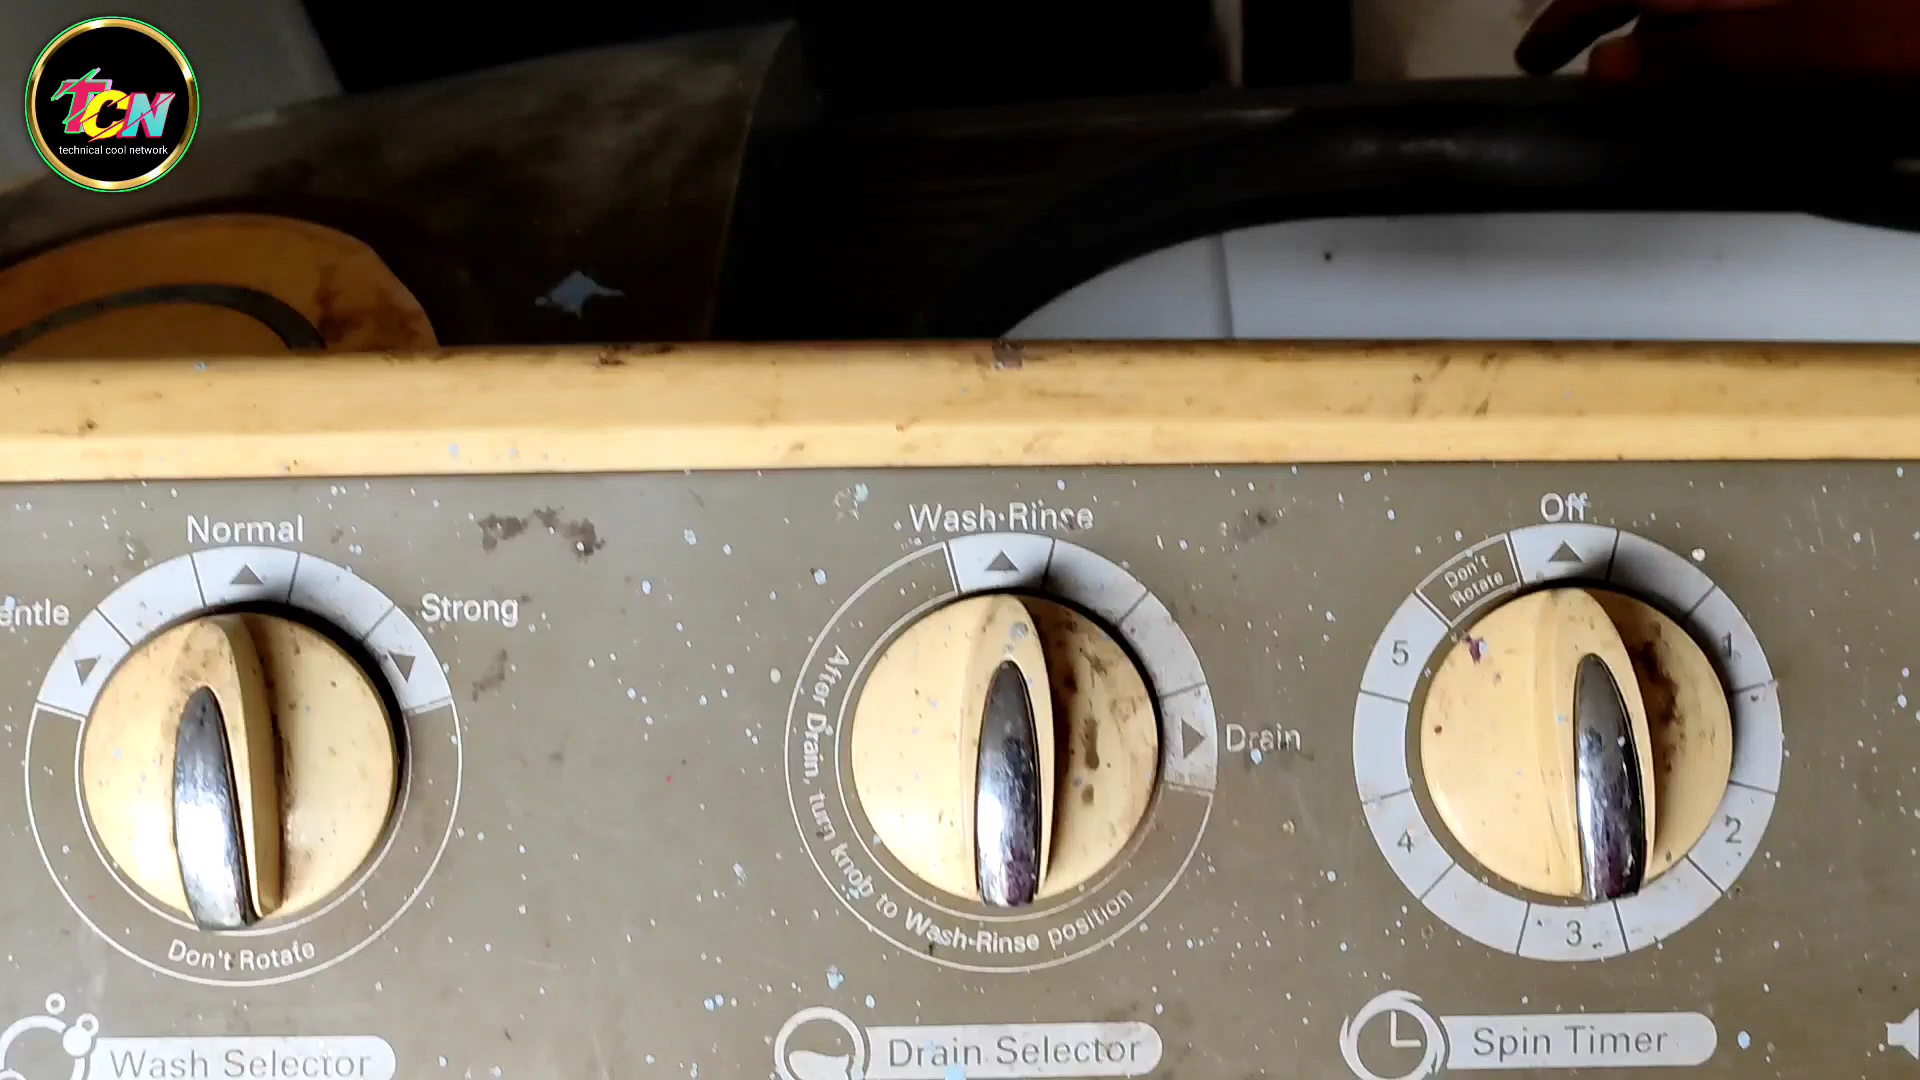 TCN
technical cool network
Normal
entle
Strong
Don't Rotate
Wash Selector
Wash·Rinse
Drain
After Drain, turn knob to Wash-Rinse position
Drain Selector
Off
Don't
Rotate
1
2
3
4
5
Spin Timer